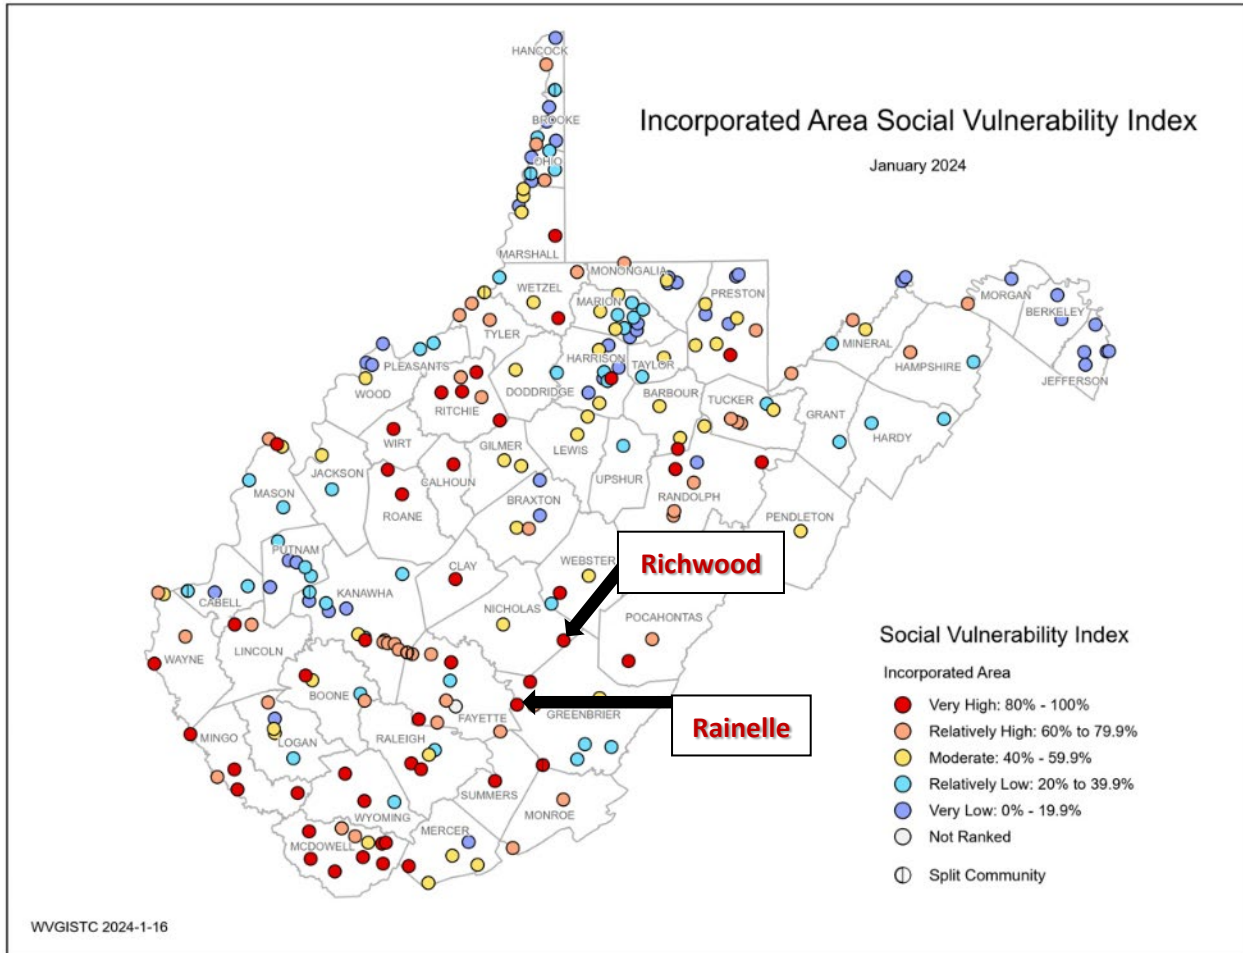 HANCOCK
BROOKE
OHIO
Incorporated Area Social Vulnerability Index
January 2024
MARSHALL
MONONGALIA
WETZEL
PRESTON
MARION
MORGAN
BERKELEY
TYLER
MINERAL
HAMPSHIRE
JEFFERSON
PLEASANTS
HARRISON
TAYLOR
WOOD
DODDRIDGE
BARBOUR
TUCKER
RITCHIE
GRANT
HARDY
WIRT
GILMER
LEWIS
JACKSON
CALHOUN
UPSHUR
MASON
ROANE
BRAXTON
RANDOLPH
PENDLETON
PUTNAM
CLAY
WEBSTER
Richwood
CABELL
KANAWHA
NICHOLAS
POCAHONTAS
WAYNE
LINCOLN
BOONE
FAYETTE
GREENBRIER
Rainelle
MINGO
LOGAN
RALEIGH
SUMMERS
WYOMING
MONROE
MERCER
MCDOWELL
Social Vulnerability Index
Incorporated Area
Very High: 80% - 100%
Relatively High: 60% to 79.9%
Moderate: 40% - 59.9%
Relatively Low: 20% to 39.9%
Very Low: 0% - 19.9%
Not Ranked
Split Community
WVGISTC 2024-1-16